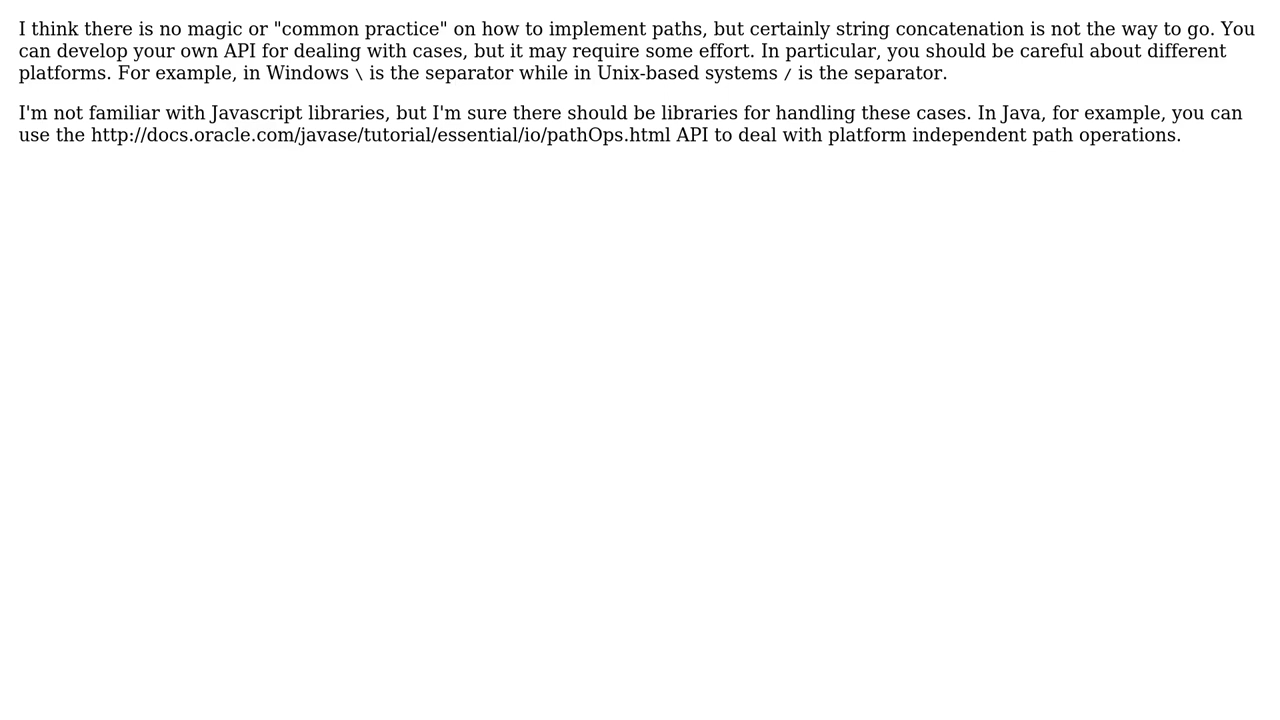 I think there is no magic or "common practice" on how to implement paths, but certainly string concatenation is not the way to go. You
can develop your own API for dealing with cases, but it may require some effort. In particular, you should be careful about different
platforms. For example, in Windows \ is the separator while in Unix-based systems / is the separator.
I'm not familiar with Javascript libraries, but I'm sure there should be libraries for handling these cases. In Java, for example, you can
use the http://docs.oracle.com/javase/tutorial/essential/io/pathOps.html API to deal with platform independent path operations.